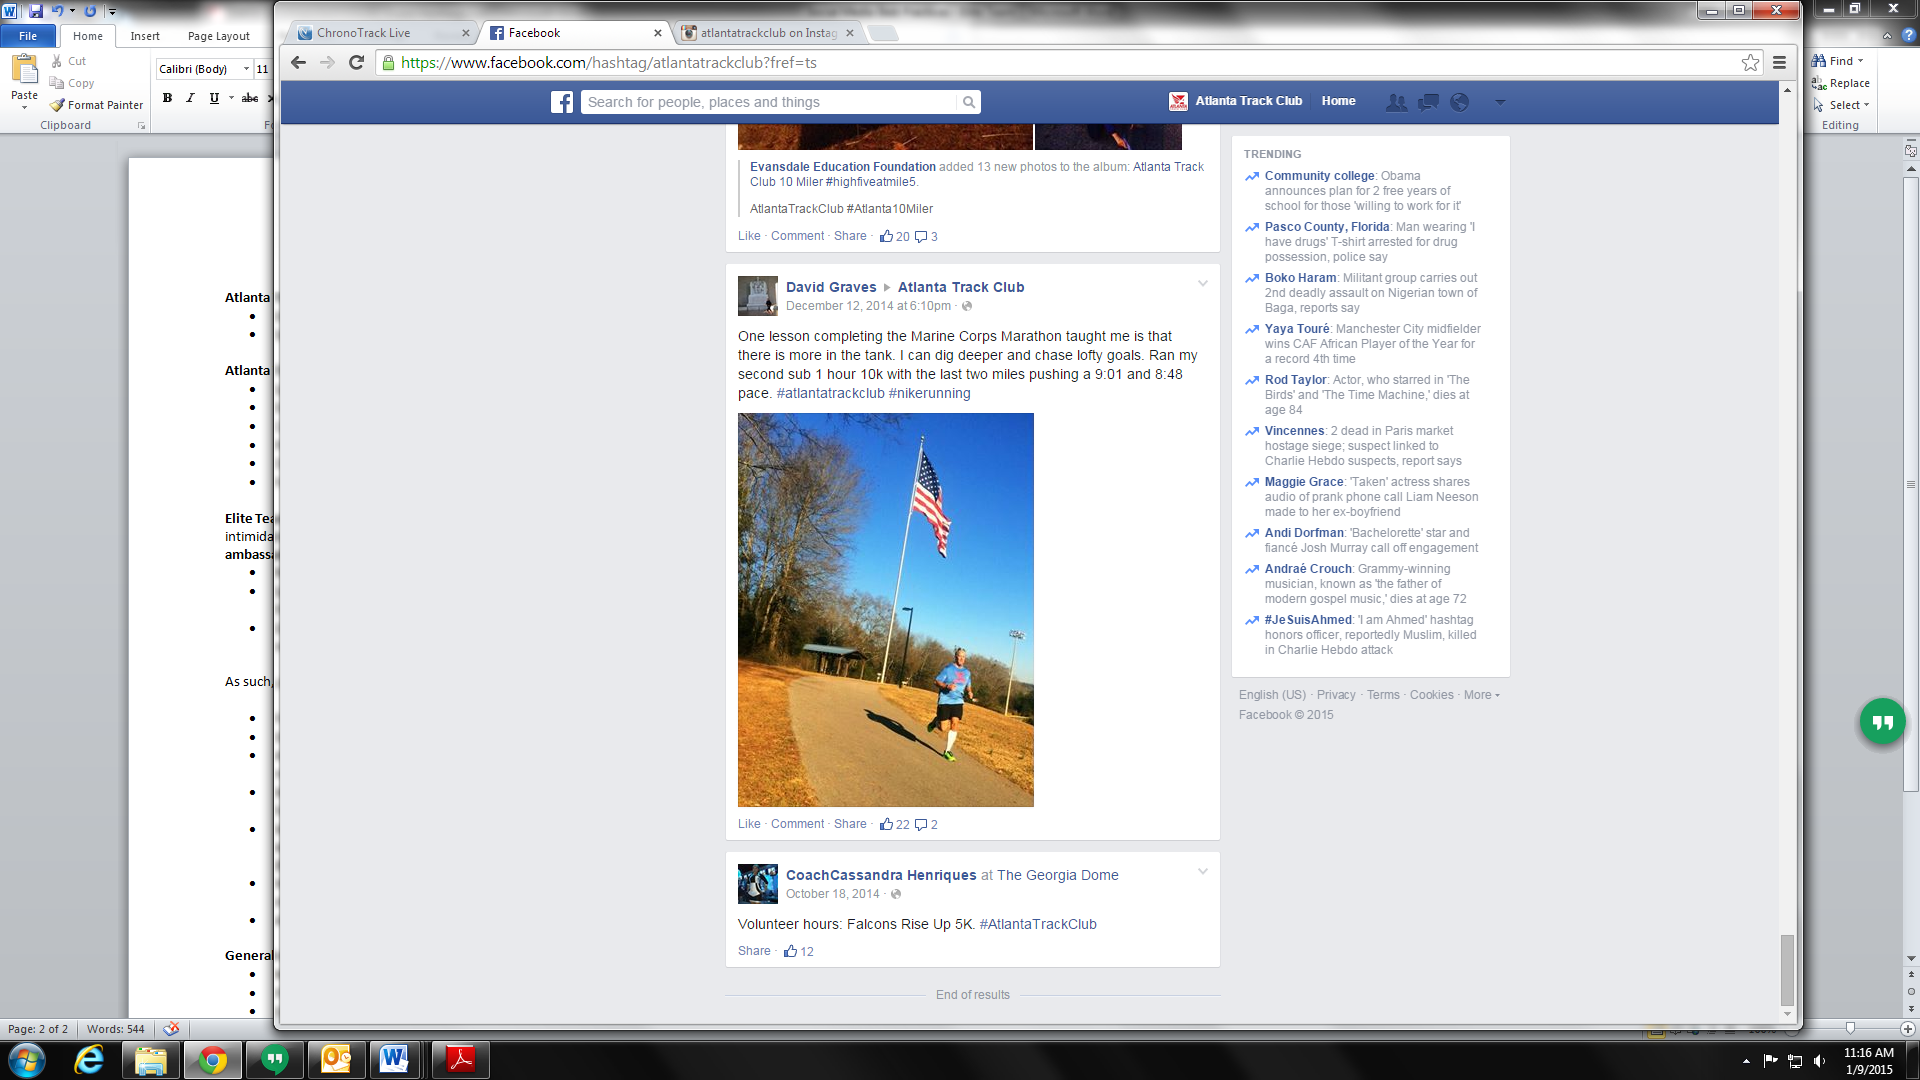 File
Home
Insert
Page Layout
Cut
Copy
Paste
Format Painter
Clipboard
Calibri (Body)
11
B I U abc
Find
Replace
Select
Editing
ChronoTrack Live
Facebook
atlantatrackclub on Instag
https://www.facebook.com/hashtag/atlantatrackclub?fref=ts
Search for people, places and things
Atlanta Track Club
Home
Evansdale Education Foundation added 13 new photos to the album: Atlanta Track
Club 10 Miler #highfiveatmile5.
AtlantaTrackClub #Atlanta10Miler
Like · Comment · Share · 20 3
David Graves ▸ Atlanta Track Club
December 12, 2014 at 6:10pm ·
One lesson completing the Marine Corps Marathon taught me is that
there is more in the tank. I can dig deeper and chase lofty goals. Ran my
second sub 1 hour 10k with the last two miles pushing a 9:01 and 8:48
pace. #atlantatrackclub #nikerunning
Like · Comment · Share · 22 2
CoachCassandra Henriques at The Georgia Dome
October 18, 2014 ·
Volunteer hours: Falcons Rise Up 5K. #AtlantaTrackClub
Share · 12
End of results
TRENDING
Community college: Obama
announces plan for 2 free years of
school for those 'willing to work for it'
Pasco County, Florida: Man wearing 'I
have drugs' T-shirt arrested for drug
possession, police say
Boko Haram: Militant group carries out
2nd deadly assault on Nigerian town of
Baga, reports say
Yaya Touré: Manchester City midfielder
wins CAF African Player of the Year for
a record 4th time
Rod Taylor: Actor, who starred in 'The
Birds' and 'The Time Machine,' dies at
age 84
Vincennes: 2 dead in Paris market
hostage siege; suspect linked to
Charlie Hebdo suspects, report says
Maggie Grace: 'Taken' actress shares
audio of prank phone call Liam Neeson
made to her ex-boyfriend
Andi Dorfman: 'Bachelorette' star and
fiancé Josh Murray call off engagement
Andraé Crouch: Grammy-winning
musician, known as 'the father of
modern gospel music,' dies at age 72
#JeSuisAhmed: 'I am Ahmed' hashtag
honors officer, reportedly Muslim, killed
in Charlie Hebdo attack
English (US) · Privacy · Terms · Cookies · More
Facebook © 2015
Atlanta
Atlanta
Elite Tea
intimida
ambassa
As such,
General
Page: 2 of 2
Words: 544
11:16 AM
1/9/2015